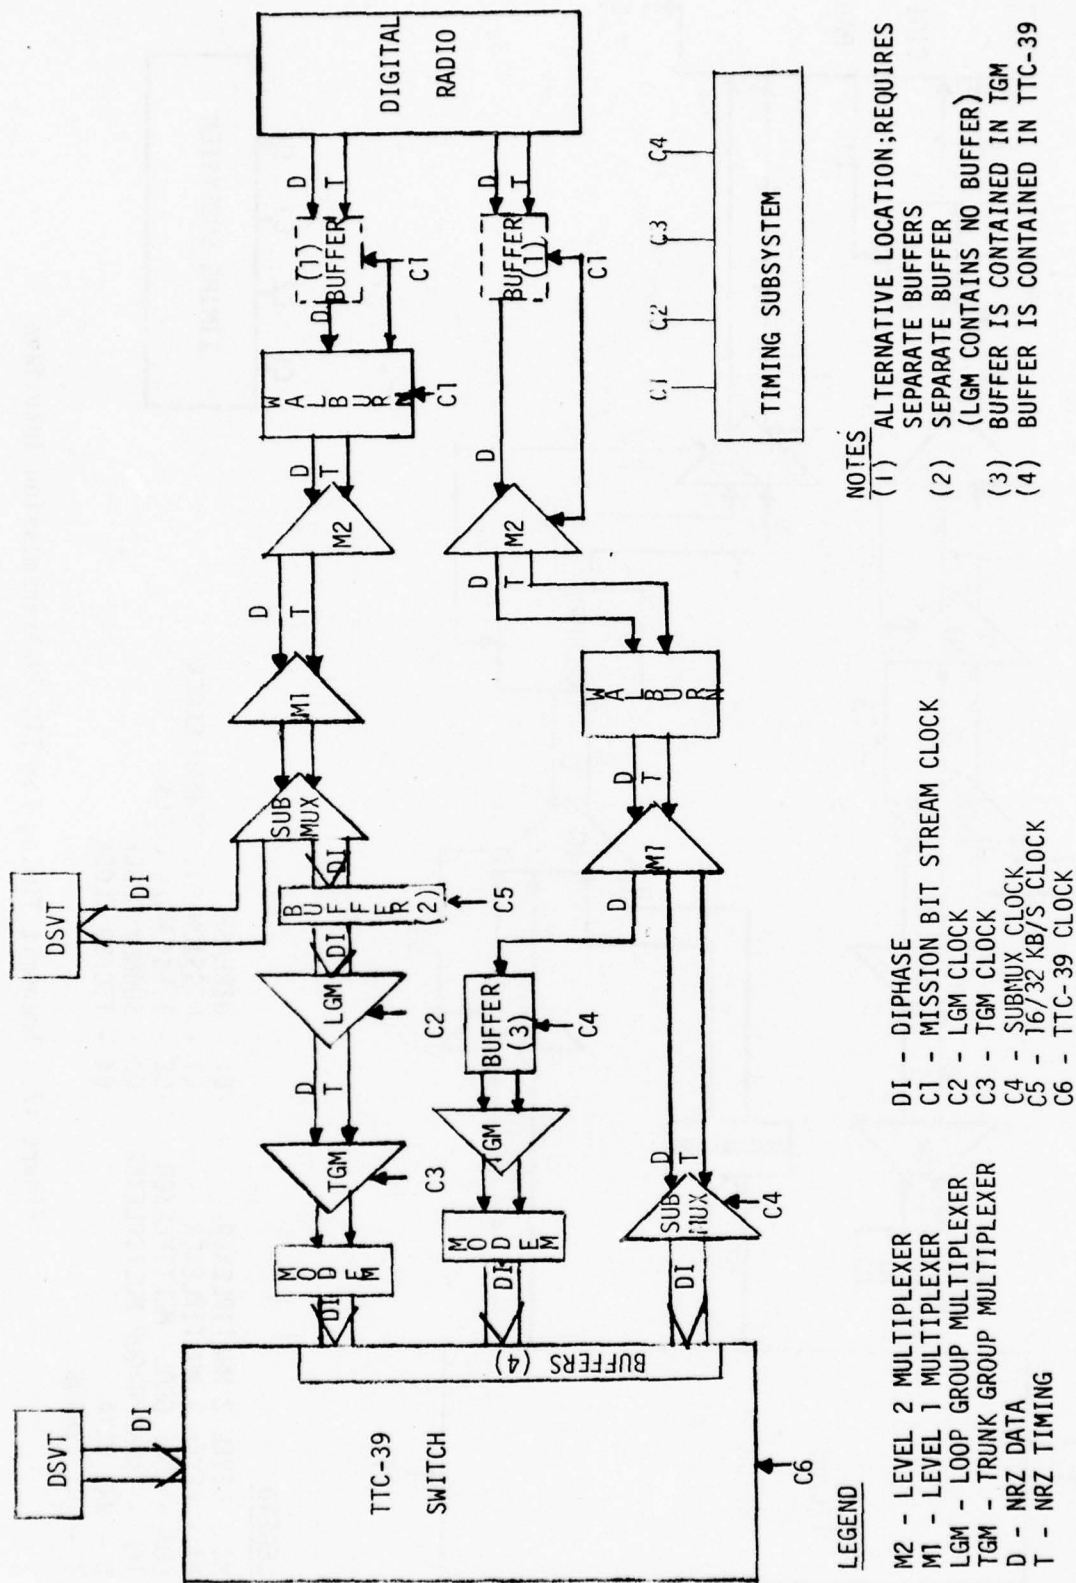 DIGITAL
RADIO
D
T
D
T
(1)
BUFFER
BUFFER
(1)
C1
C1
D
WALBURN
C1
D
T
M2
D
M2
D
T
D
T
M1
WALBURN
SUB
MUX
DI
BUFFER (2)
C5
DSVT
DI
DI
LGM
C2
D
T
M1
D
BUFFER
(3)
C4
D
T
TGM
C3
TGM
D
T
SUB
MUX
C4
MODEM
MODEM
DI
DI
DI
BUFFERS (4)
TTC-39
SWITCH
C6
DSVT
DI
C1
C2
C3
C4
TIMING SUBSYSTEM
LEGEND
M2 - LEVEL 2 MULTIPLEXER
M1 - LEVEL 1 MULTIPLEXER
LGM - LOOP GROUP MULTIPLEXER
TGM - TRUNK GROUP MULTIPLEXER
D - NRZ DATA
T - NRZ TIMING
DI - DIPHASE
C1 - MISSION BIT STREAM CLOCK
C2 - LGM CLOCK
C3 - TGM CLOCK
C4 - SUBMUX CLOCK
C5 - 16/32 KB/S CLOCK
C6 - TTC-39 CLOCK
NOTES
(1) ALTERNATIVE LOCATION;REQUIRES
SEPARATE BUFFERS
(2) SEPARATE BUFFER
(LGM CONTAINS NO BUFFER)
(3) BUFFER IS CONTAINED IN TGM
(4) BUFFER IS CONTAINED IN TTC-39